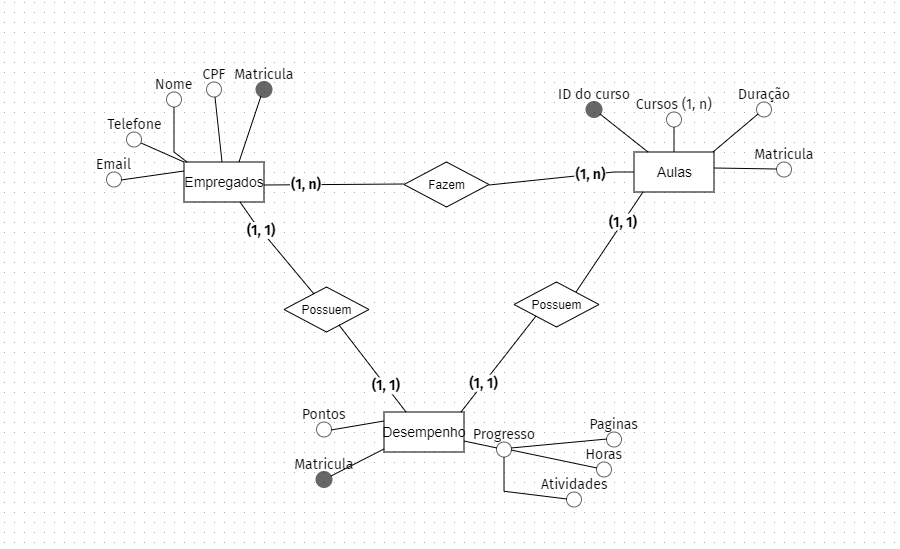 CPF
Matricula
Nome
Telefone
Email
Empregados
(1, n)
Fazem
(1, n)
ID do curso
Cursos (1, n)
Duração
Matricula
Aulas
(1, 1)
(1, 1)
Possuem
Possuem
(1, 1)
(1, 1)
Pontos
Desempenho
Progresso
Paginas
Matricula
Horas
Atividades